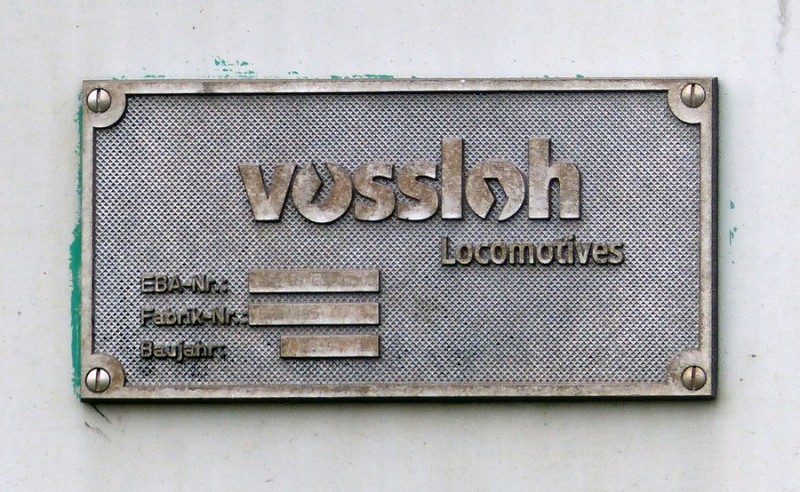 vossloh
Locomotives
EBA-Nr.:
Fabrik-Nr.:
Baujahr: